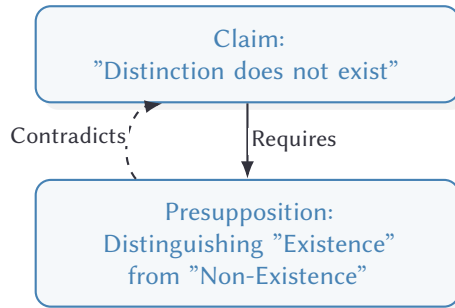 Claim:
”Distinction does not exist”
Contradicts
Requires
Presupposition:
Distinguishing ”Existence”
from ”Non-Existence”